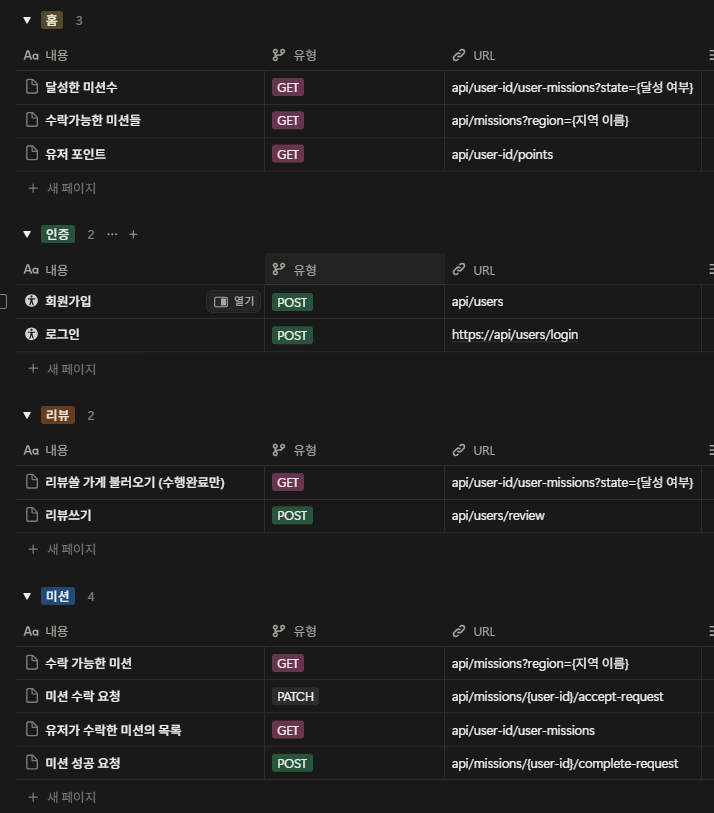 홈 3
Aa 내용 유형 URL
달성한 미션수 GET api/user-id/user-missions?state={달성 여부}
수락가능한 미션들 GET api/missions?region={지역 이름}
유저 포인트 GET api/user-id/points
+ 새 페이지
인증 2 ... +
Aa 내용 유형 URL
회원가입 열기 POST api/users
로그인 POST https://api/users/login
+ 새 페이지
리뷰 2
Aa 내용 유형 URL
리뷰쓸 가게 불러오기 (수행완료만) GET api/user-id/user-missions?state={달성 여부}
리뷰쓰기 POST api/users/review
+ 새 페이지
미션 4
Aa 내용 유형 URL
수락 가능한 미션 GET api/missions?region={지역 이름}
미션 수락 요청 PATCH api/missions/{user-id}/accept-request
유저가 수락한 미션의 목록 GET api/user-id/user-missions
미션 성공 요청 POST api/missions/{user-id}/complete-request
+ 새 페이지